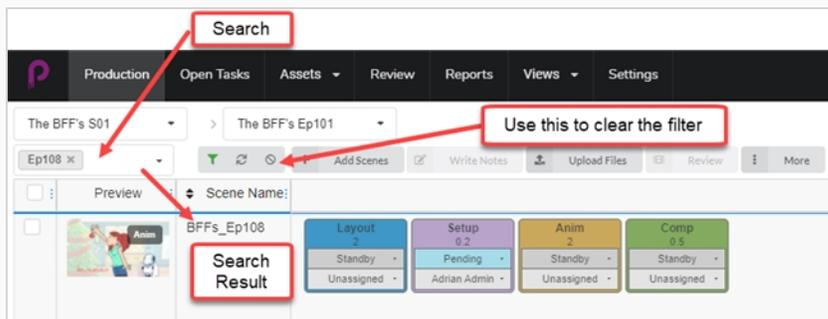 Search
Production Open Tasks Assets Review Reports Views Settings
The BFF's S01 > The BFF's Ep101
Use this to clear the filter
Ep108 × Add Scenes Write Notes Upload Files Review More
Preview Scene Name
Anim
BFFs_Ep108
Layout Setup Anim Comp
2 0.2 2 0.5
Standby Pending Standby Standby
Unassigned Adrian Admin Unassigned Unassigned
Search
Result